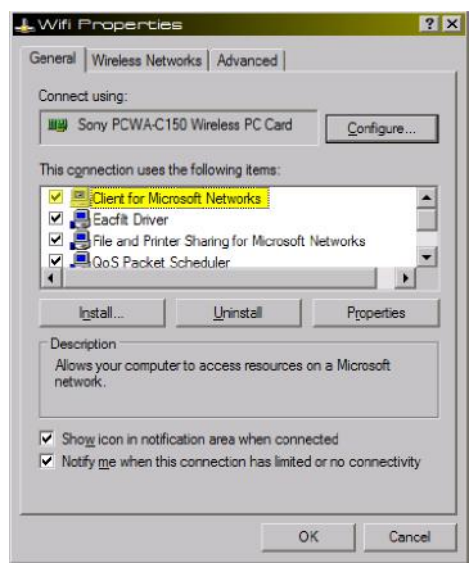 Wifi Properties
General Wireless Networks Advanced
Connect using:
Sony PCWA-C150 Wireless PC Card Configure...
This connection uses the following items:
Client for Microsoft Networks
Eacfilt Driver
File and Printer Sharing for Microsoft Networks
QoS Packet Scheduler
Install... Uninstall Properties
Description
Allows your computer to access resources on a Microsoft
network.
Show icon in notification area when connected
Notify me when this connection has limited or no connectivity
OK Cancel